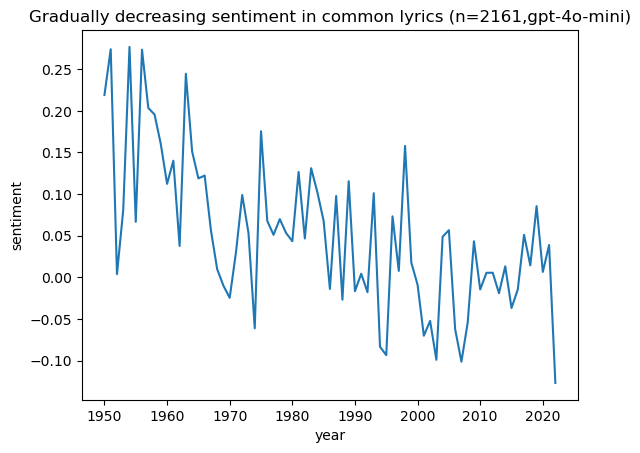 Gradually decreasing sentiment in common lyrics (n=2161,gpt-4o-mini)
0.25
0.20
0.15
0.10
0.05
0.00
−0.05
−0.10
sentiment
1950 1960 1970 1980 1990 2000 2010 2020
year